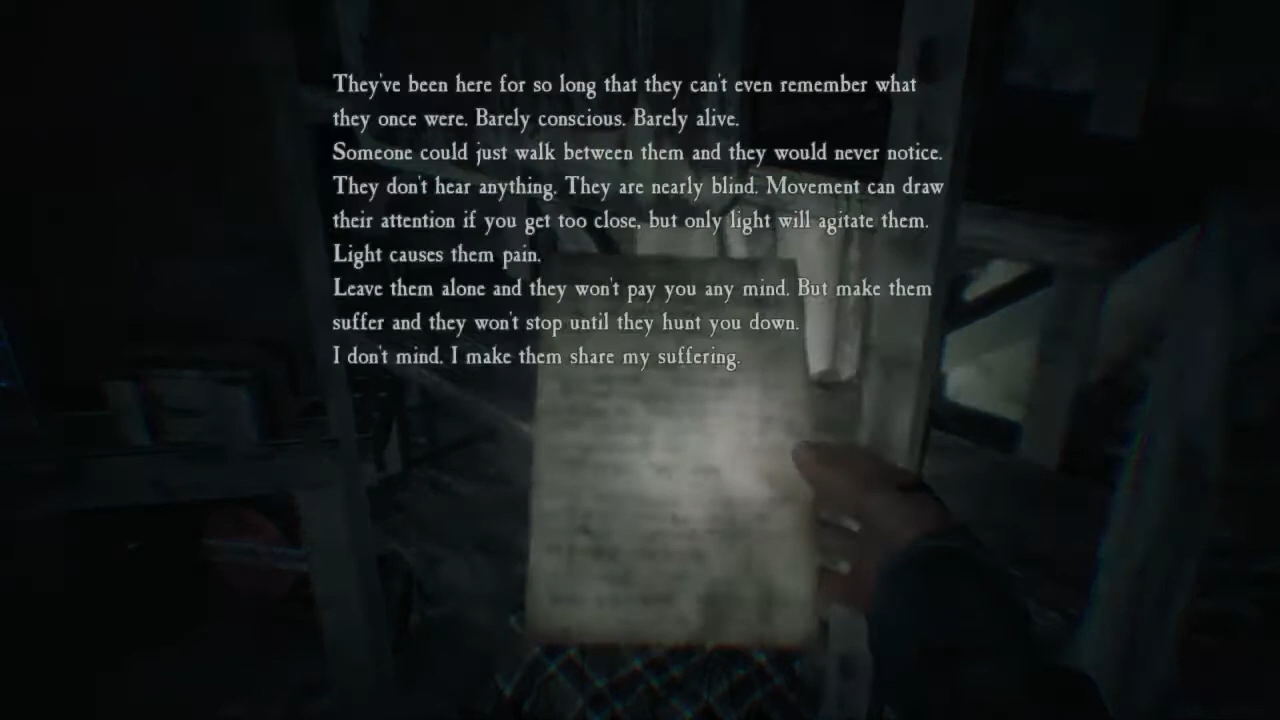 They've been here for so long that they can't even remember what
they once were. Barely conscious. Barely alive.
Someone could just walk between them and they would never notice.
They don't hear anything. They are nearly blind. Movement can draw
their attention if you get too close, but only light will agitate them.
Light causes them pain.
Leave them alone and they won't pay you any mind. But make them
suffer and they won't stop until they hunt you down.
I don't mind. I make them share my suffering.